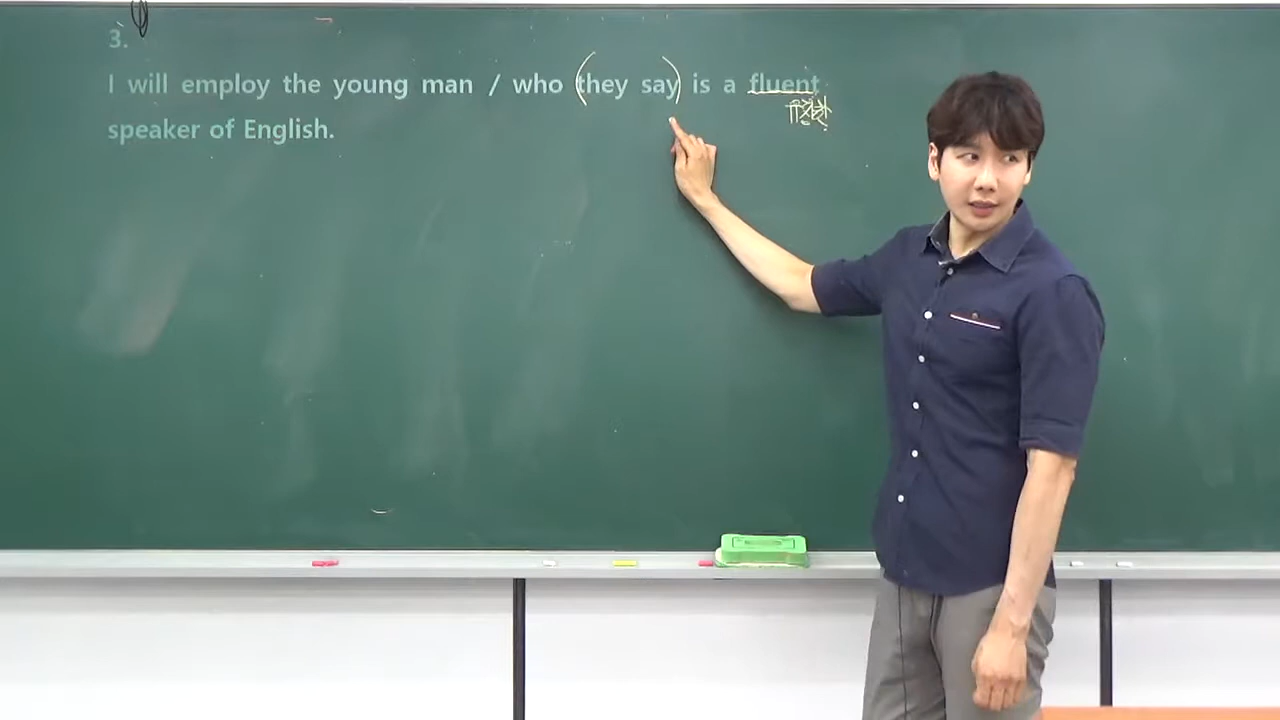 3.
I will employ the young man / who (they say) is a fluent
speaker of English.